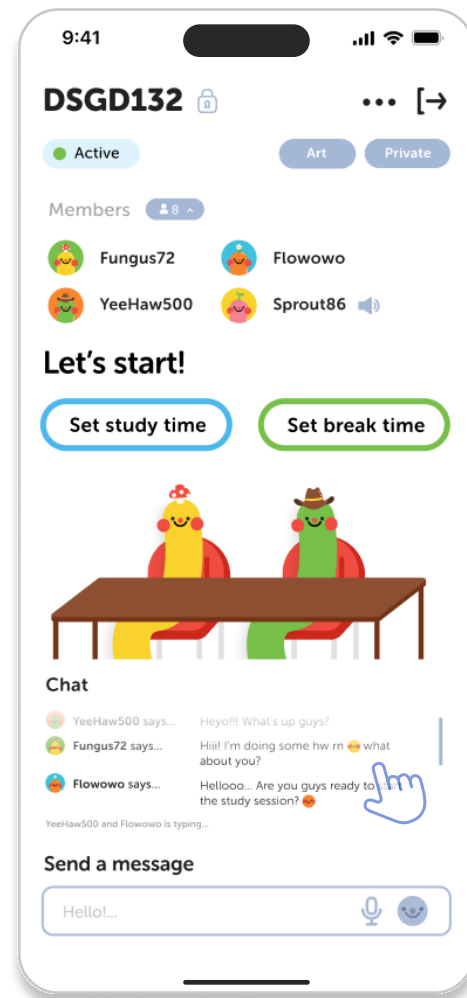 9:41
DSGD132
Active
Art
Private
Members
8
Fungus72
Flowowo
YeeHaw500
Sprout86
Let's start!
Set study time
Set break time
Chat
YeeHaw500 says...
Heyo!!! What's up guys?
Fungus72 says...
Hiii! I'm doing some hw rn what
about you?
Flowowo says...
Hellooo... Are you guys ready to start
the study session?
YeeHaw500 and Flowowo is typing...
Send a message
Hello!...